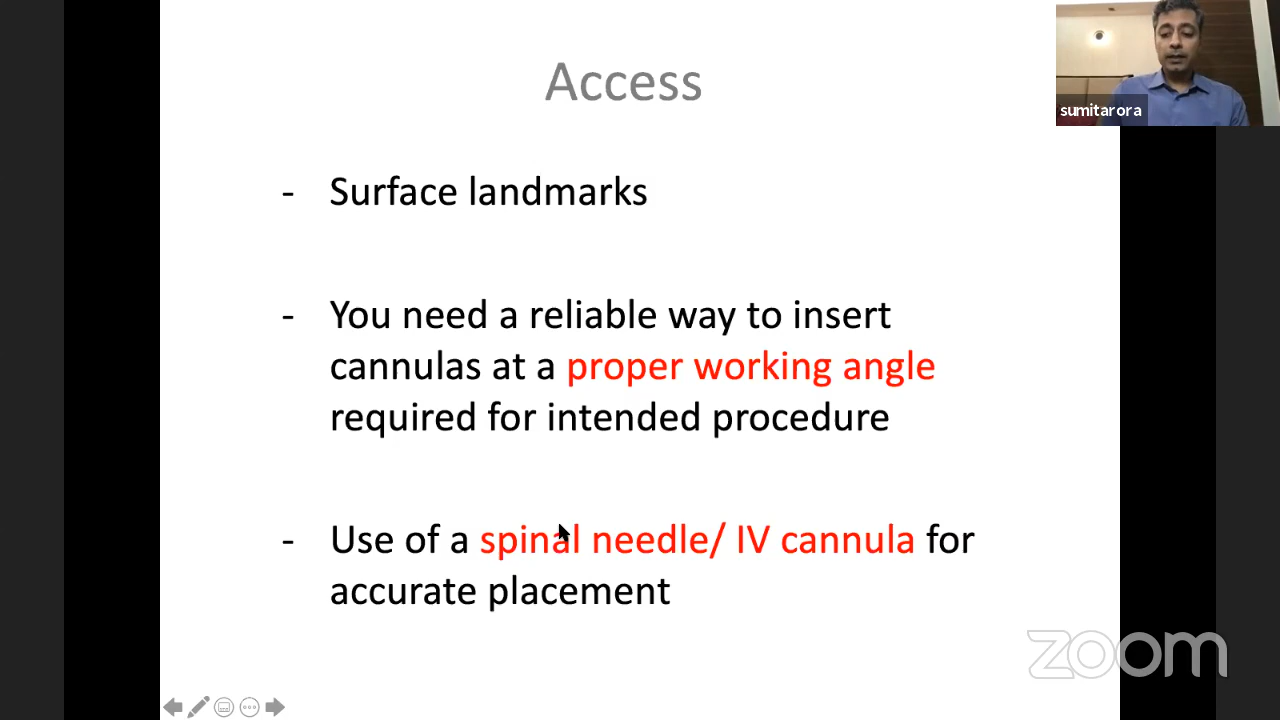 Access
sumitarora
- Surface landmarks
- You need a reliable way to insert
cannulas at a proper working angle
required for intended procedure
- Use of a spinal needle/ IV cannula for
accurate placement
zoom